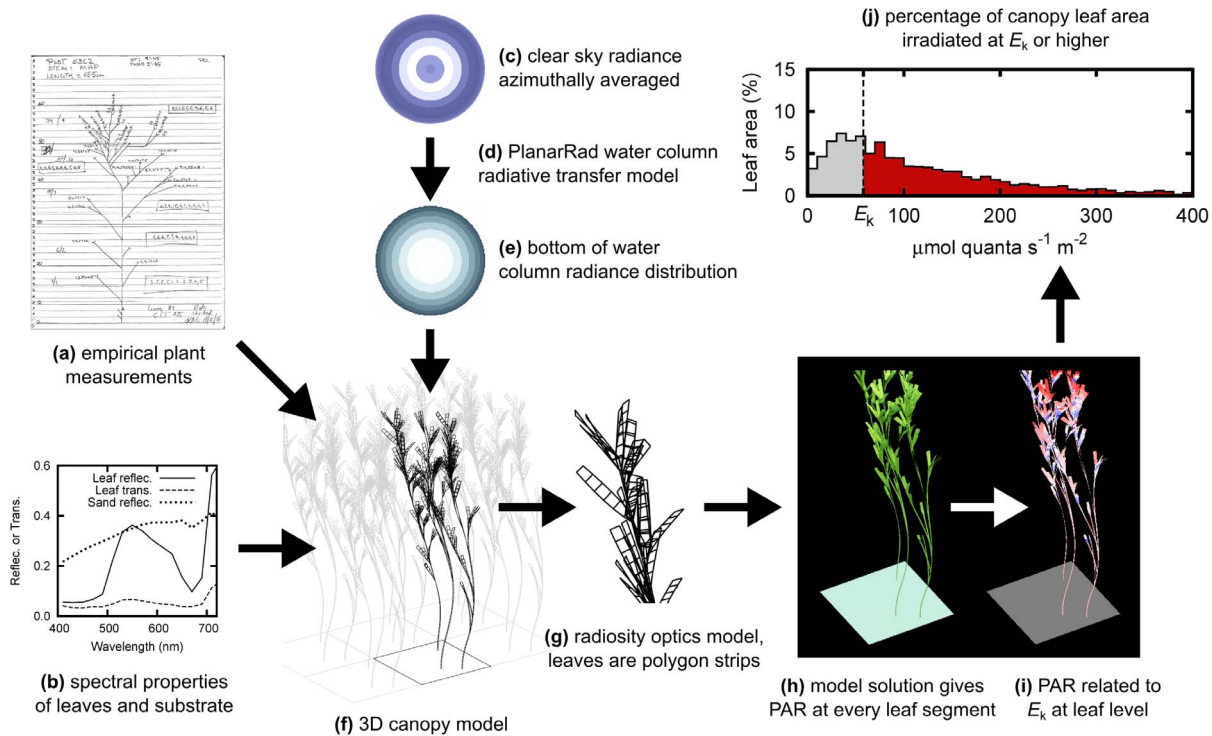 (j) percentage of canopy leaf area
irradiated at Ek or higher
(c) clear sky radiance
azimuthally averaged
(d) PlanarRad water column
radiative transfer model
(e) bottom of water
column radiance distribution
15
10
5
0
Leaf area (%)
0
Ek
100
200
300
400
μmol quanta s⁻¹ m⁻²
STEM 1 MAP
(a) empirical plant
measurements
0.6
0.4
0.2
0.0
Reflec. or Trans.
Leaf reflec.
Leaf trans.
Sand reflec.
400
500
600
700
Wavelength (nm)
(b) spectral properties
of leaves and substrate
(f) 3D canopy model
(g) radiosity optics model,
leaves are polygon strips
(h) model solution gives
PAR at every leaf segment
(i) PAR related to
Ek at leaf level